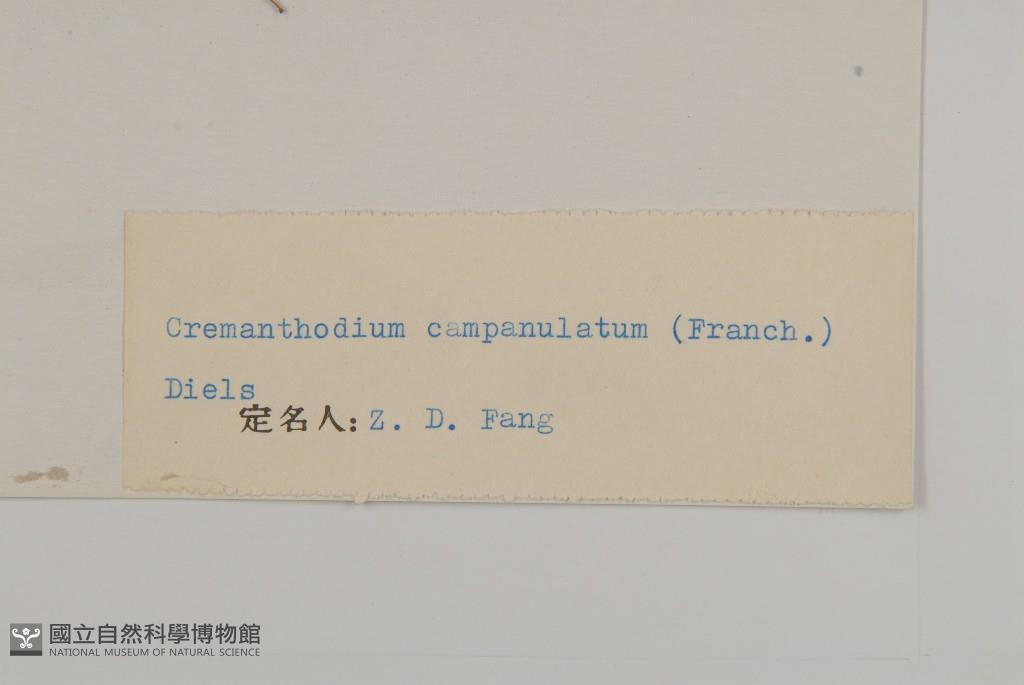 Cremanthodium campanulatum (Franch.)
Diels
定名人: Z. D. Fang
國立自然科學博物館
NATIONAL MUSEUM OF NATURAL SCIENCE